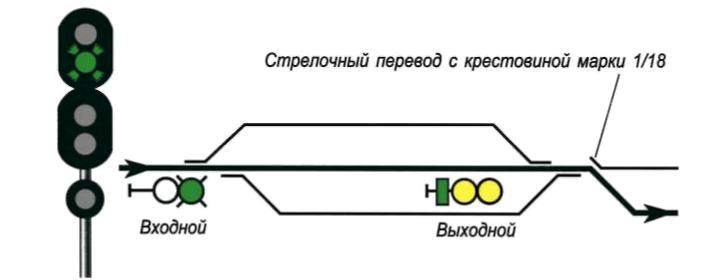 Стрелочный перевод с крестовиной марки 1/18
Входной
Выходной